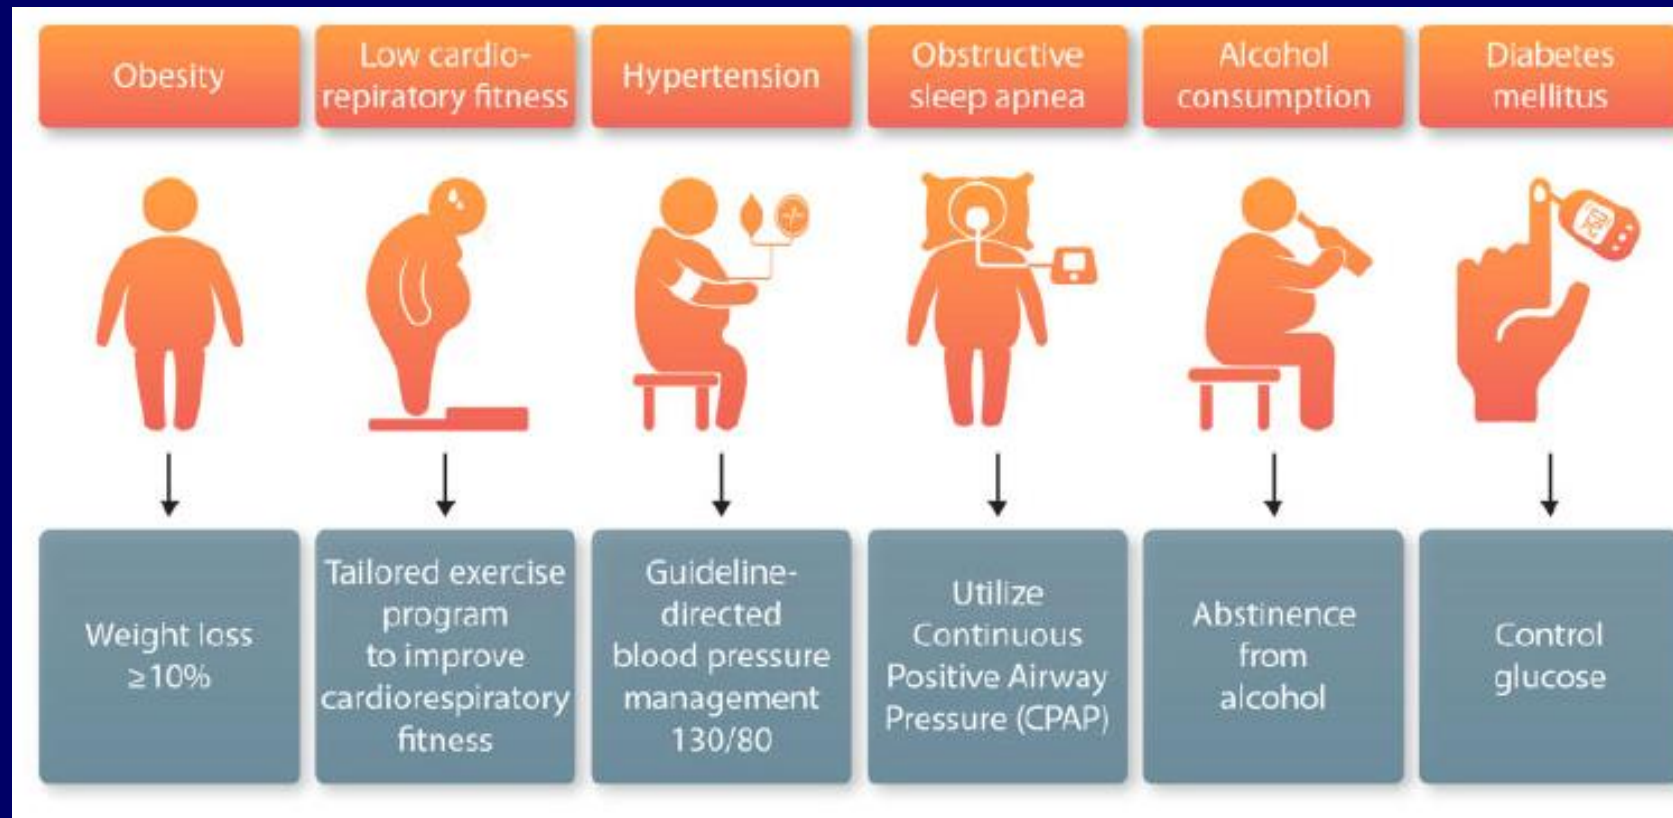 Obesity
Low cardio-
repiratory fitness
Hypertension
Obstructive
sleep apnea
Alcohol
consumption
Diabetes
mellitus
Weight loss
≥10%
Tailored exercise
program
to improve
cardiorespiratory
fitness
Guideline-
directed
blood pressure
management
130/80
Utilize
Continuous
Positive Airway
Pressure (CPAP)
Abstinence
from
alcohol
Control
glucose